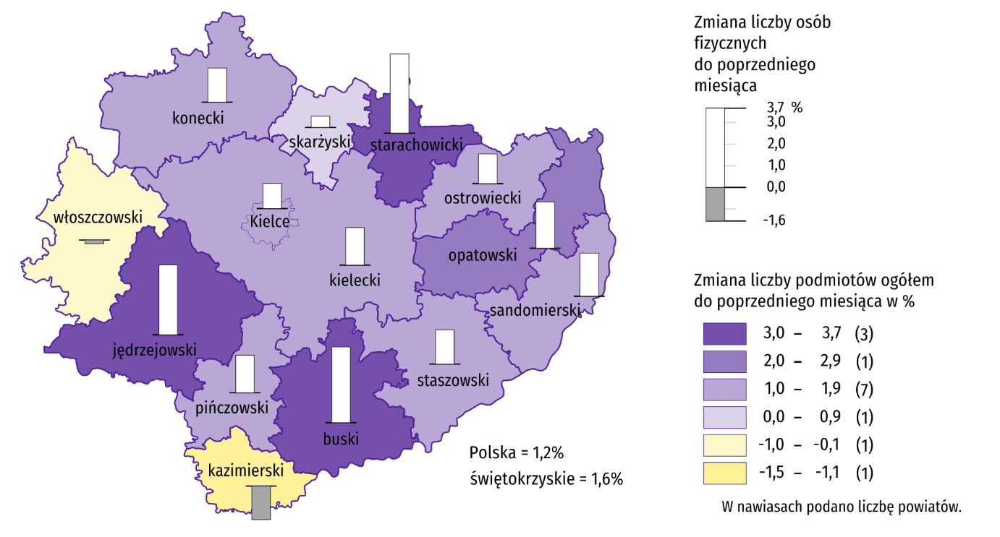 konecki
skarżyski
starachowicki
włoszczowski
Kielce
ostrowiecki
opatowski
kielecki
sandomierski
jędrzejowski
staszowski
pińczowski
buski
kazimierski
Polska = 1,2%
świętokrzyskie = 1,6%
Zmiana liczby osób
fizycznych
do poprzedniego
miesiąca
3,7 %
3,0
2,0
1,0
0,0
-1,6
Zmiana liczby podmiotów ogółem
do poprzedniego miesiąca w %
3,0 – 3,7 (3)
2,0 – 2,9 (1)
1,0 – 1,9 (7)
0,0 – 0,9 (1)
-1,0 – -0,1 (1)
-1,5 – -1,1 (1)
W nawiasach podano liczbę powiatów.